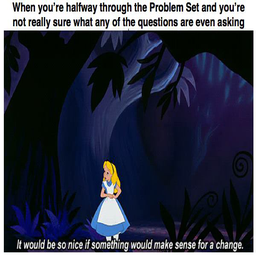 When you're halfway through the Problem Set and you're
not really sure what any of the questions are even asking
It would be so nice if something would make sense for a change.